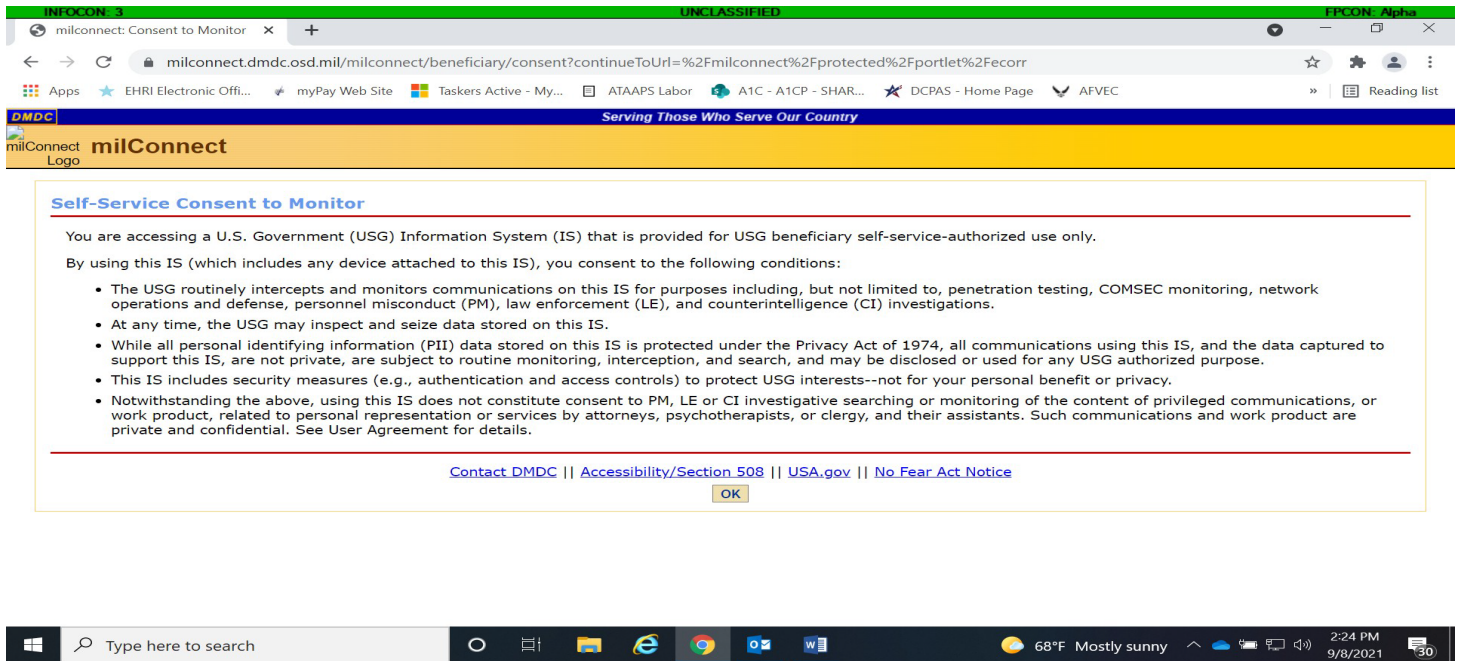 INFOCON: 3 UNCLASSIFIED FPCON: Alpha
milconnect: Consent to Monitor
milconnect.dmdc.osd.mil/milconnect/beneficiary/consent?continueToUrl=%2Fmilconnect%2Fprotected%2Fportlet%2Fecorr
Apps EHRI Electronic Offi... myPay Web Site Taskers Active - My... ATAAPS Labor A1C - A1CP - SHAR... DCPAS - Home Page AFVEC » Reading list
DMDC Serving Those Who Serve Our Country
milConnect Logo milConnect
Self-Service Consent to Monitor
You are accessing a U.S. Government (USG) Information System (IS) that is provided for USG beneficiary self-service-authorized use only.
By using this IS (which includes any device attached to this IS), you consent to the following conditions:
• The USG routinely intercepts and monitors communications on this IS for purposes including, but not limited to, penetration testing, COMSEC monitoring, network
operations and defense, personnel misconduct (PM), law enforcement (LE), and counterintelligence (CI) investigations.
• At any time, the USG may inspect and seize data stored on this IS.
• While all personal identifying information (PII) data stored on this IS is protected under the Privacy Act of 1974, all communications using this IS, and the data captured to
support this IS, are not private, are subject to routine monitoring, interception, and search, and may be disclosed or used for any USG authorized purpose.
• This IS includes security measures (e.g., authentication and access controls) to protect USG interests--not for your personal benefit or privacy.
• Notwithstanding the above, using this IS does not constitute consent to PM, LE or CI investigative searching or monitoring of the content of privileged communications, or
work product, related to personal representation or services by attorneys, psychotherapists, or clergy, and their assistants. Such communications and work product are
private and confidential. See User Agreement for details.
Contact DMDC || Accessibility/Section 508 || USA.gov || No Fear Act Notice
OK
Type here to search 68°F Mostly sunny 2:24 PM
9/8/2021 30